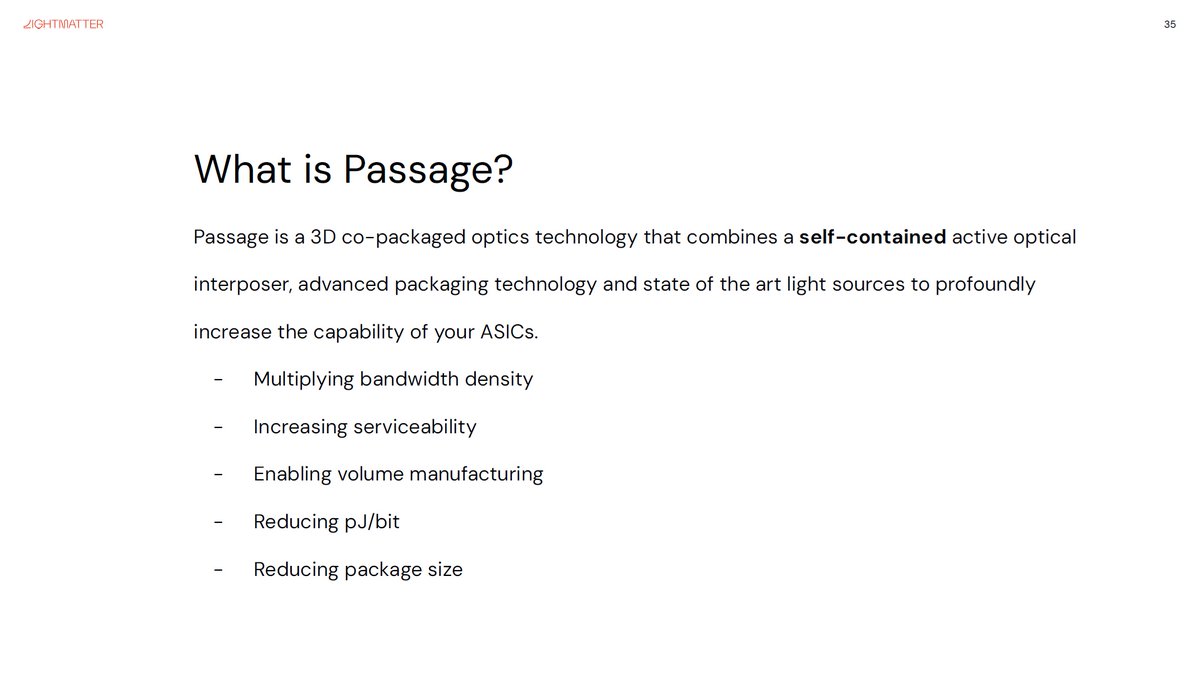 LIGHTMATTER
35
What is Passage?
Passage is a 3D co-packaged optics technology that combines a self-contained active optical
interposer, advanced packaging technology and state of the art light sources to profoundly
increase the capability of your ASICs.
- Multiplying bandwidth density
- Increasing serviceability
- Enabling volume manufacturing
- Reducing pJ/bit
- Reducing package size